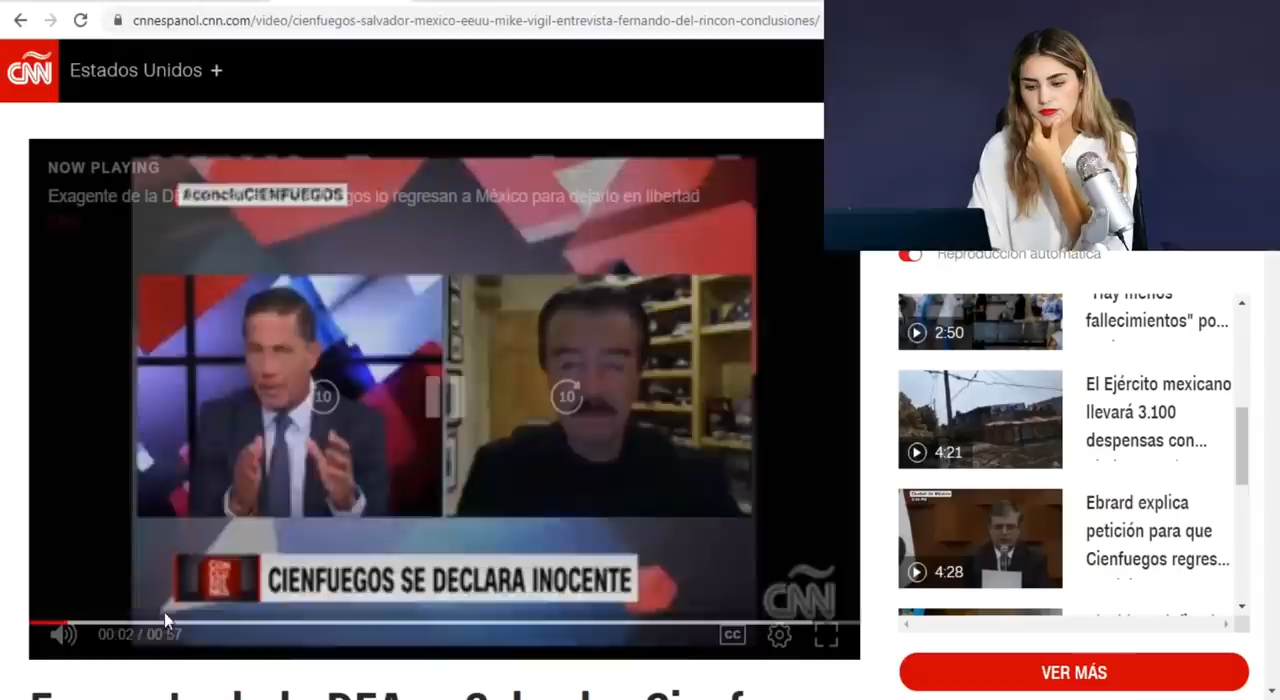 cnnespanol.cnn.com/video/cienfuegos-salvador-mexico-eeuu-mike-vigil-entrevista-fernando-del-rincon-conclusiones/
CNN
Estados Unidos +
NOW PLAYING
Exagente de la lo regresan a México para dejarlo en libertad
#concluCIENFUEGOS
10
10
CIENFUEGOS SE DECLARA INOCENTE
CNN
00:02 / 00:57
CC
Reproducción automática
"Hay menos
fallecimientos" po...
2:50
El Ejército mexicano
llevará 3.100
despensas con...
4:21
Ebrard explica
petición para que
Cienfuegos regres...
4:28
VER MÁS